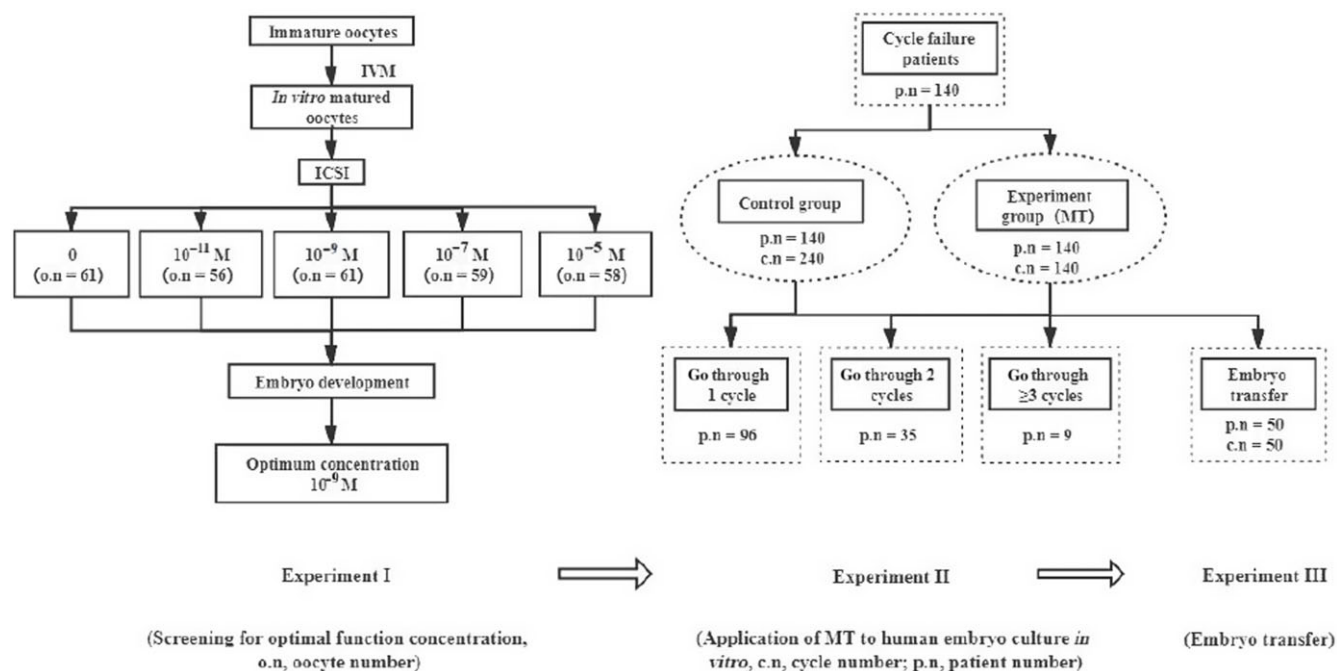 Immature oocytes
IVM
In vitro matured
oocytes
ICSI
0
(o.n = 61)
10⁻¹¹ M
(o.n = 56)
10⁻⁹ M
(o.n = 61)
10⁻⁷ M
(o.n = 59)
10⁻⁵ M
(o.n = 58)
Embryo development
Optimum concentration
10⁻⁹ M
Experiment I
(Screening for optimal function concentration,
o.n, oocyte number)
Cycle failure
patients
p.n = 140
Control group
p.n = 140
c.n = 240
Experiment
group (MT)
p.n = 140
c.n = 140
Go through
1 cycle
p.n = 96
Go through 2
cycles
p.n = 35
Go through
≥3 cycles
p.n = 9
Embryo
transfer
p.n = 50
c.n = 50
Experiment II
(Application of MT to human embryo culture in
vitro, c.n, cycle number; p.n, patient number)
Experiment III
(Embryo transfer)